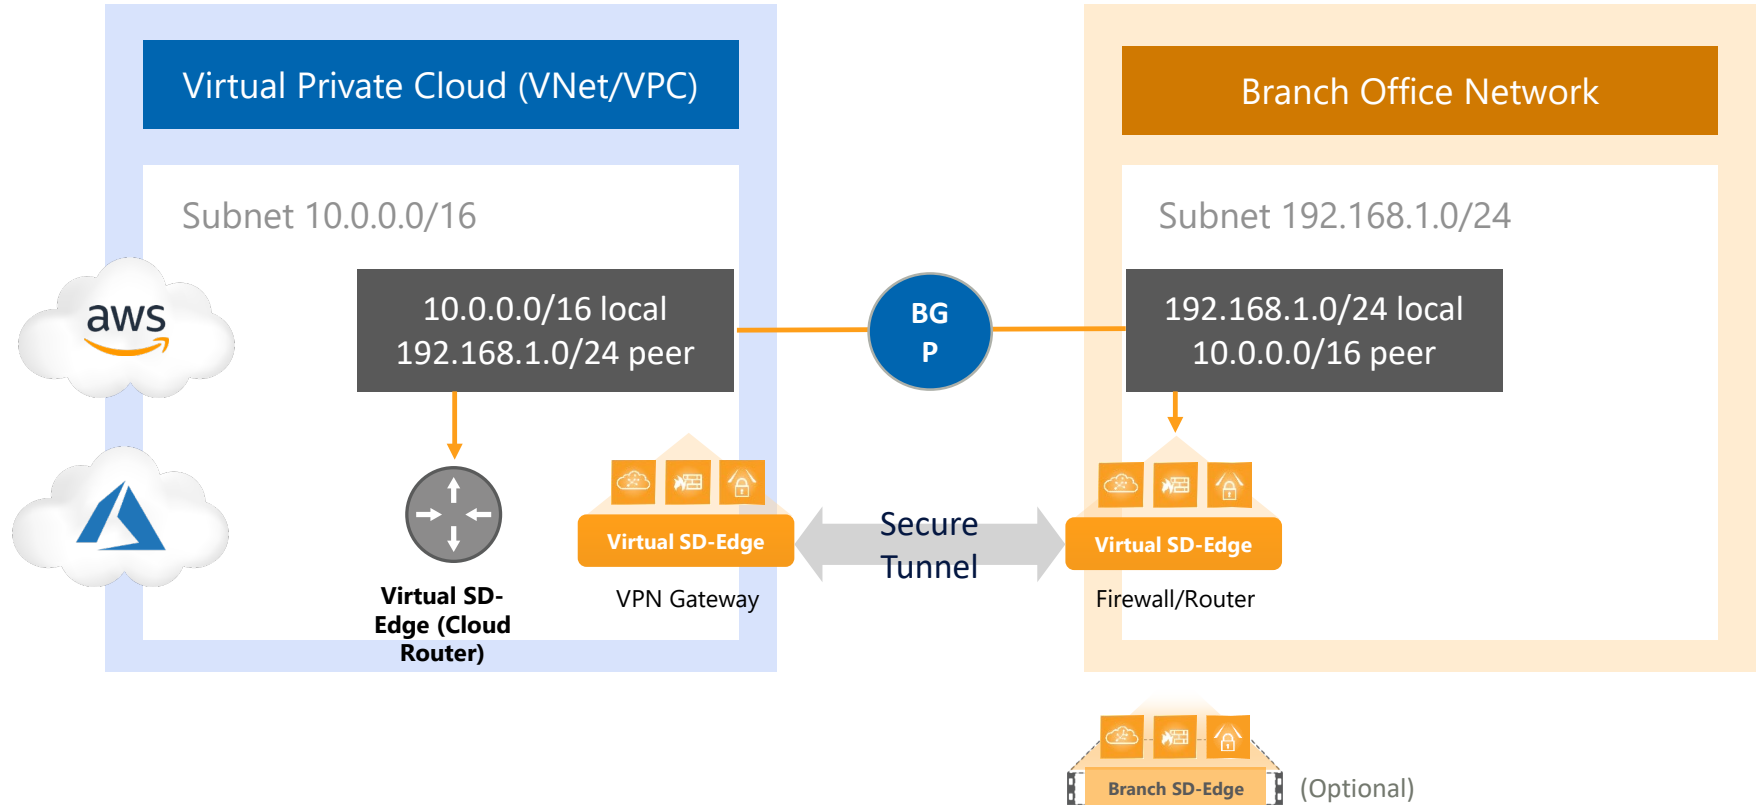 Virtual Private Cloud (VNet/VPC)
Branch Office Network
Subnet 10.0.0.0/16
Subnet 192.168.1.0/24
aws
10.0.0.0/16 local
192.168.1.0/24 peer
BG
P
192.168.1.0/24 local
10.0.0.0/16 peer
Virtual SD-Edge
Secure
Tunnel
Virtual SD-Edge
Virtual SD-
Edge (Cloud
Router)
VPN Gateway
Firewall/Router
Branch SD-Edge
(Optional)